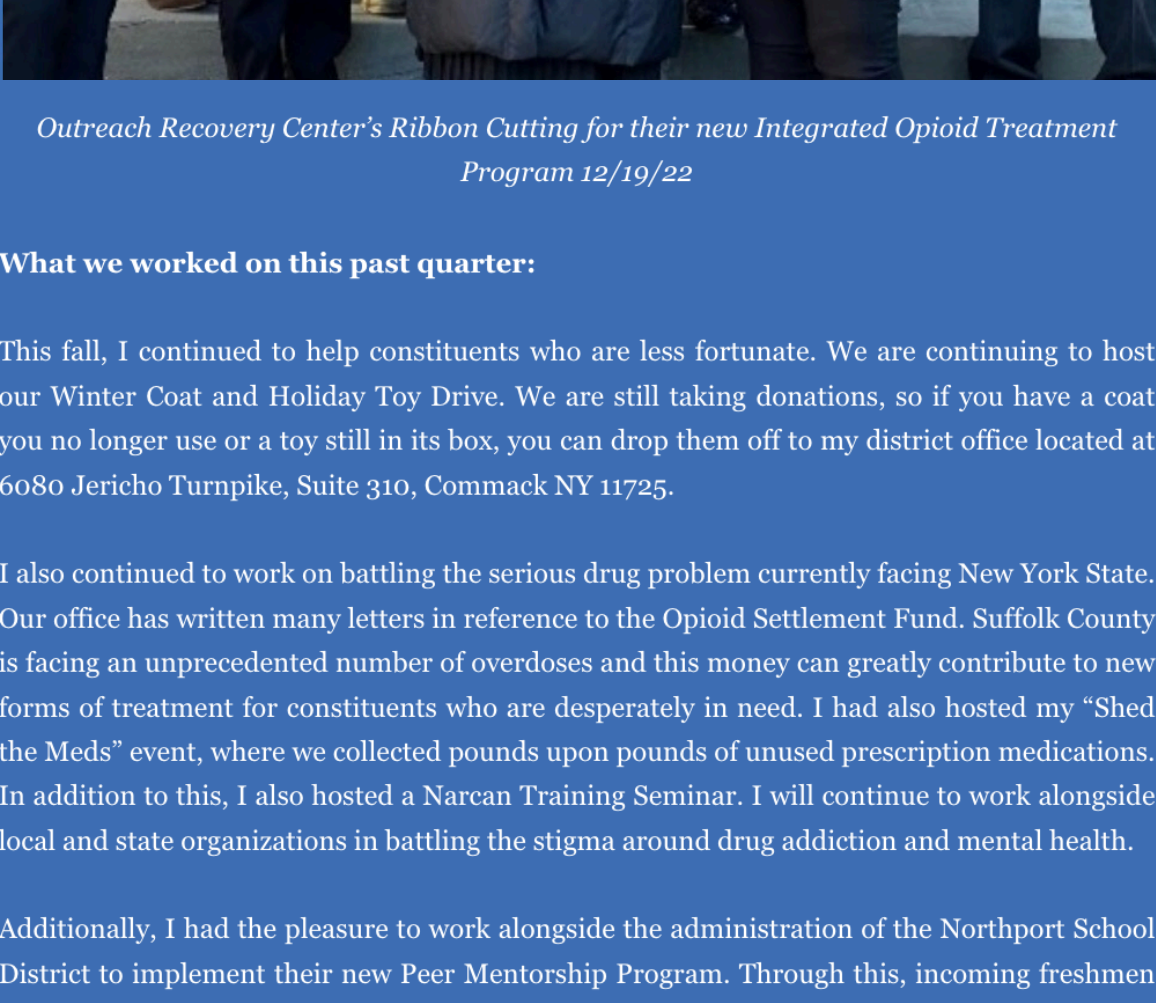 Outreach Recovery Center’s Ribbon Cutting for their new Integrated Opioid Treatment
Program 12/19/22
What we worked on this past quarter:
This fall, I continued to help constituents who are less fortunate. We are continuing to host
our Winter Coat and Holiday Toy Drive. We are still taking donations, so if you have a coat
you no longer use or a toy still in its box, you can drop them off to my district office located at
6080 Jericho Turnpike, Suite 310, Commack NY 11725.
I also continued to work on battling the serious drug problem currently facing New York State.
Our office has written many letters in reference to the Opioid Settlement Fund. Suffolk County
is facing an unprecedented number of overdoses and this money can greatly contribute to new
forms of treatment for constituents who are desperately in need. I had also hosted my “Shed
the Meds” event, where we collected pounds upon pounds of unused prescription medications.
In addition to this, I also hosted a Narcan Training Seminar. I will continue to work alongside
local and state organizations in battling the stigma around drug addiction and mental health.
Additionally, I had the pleasure to work alongside the administration of the Northport School
District to implement their new Peer Mentorship Program. Through this, incoming freshmen